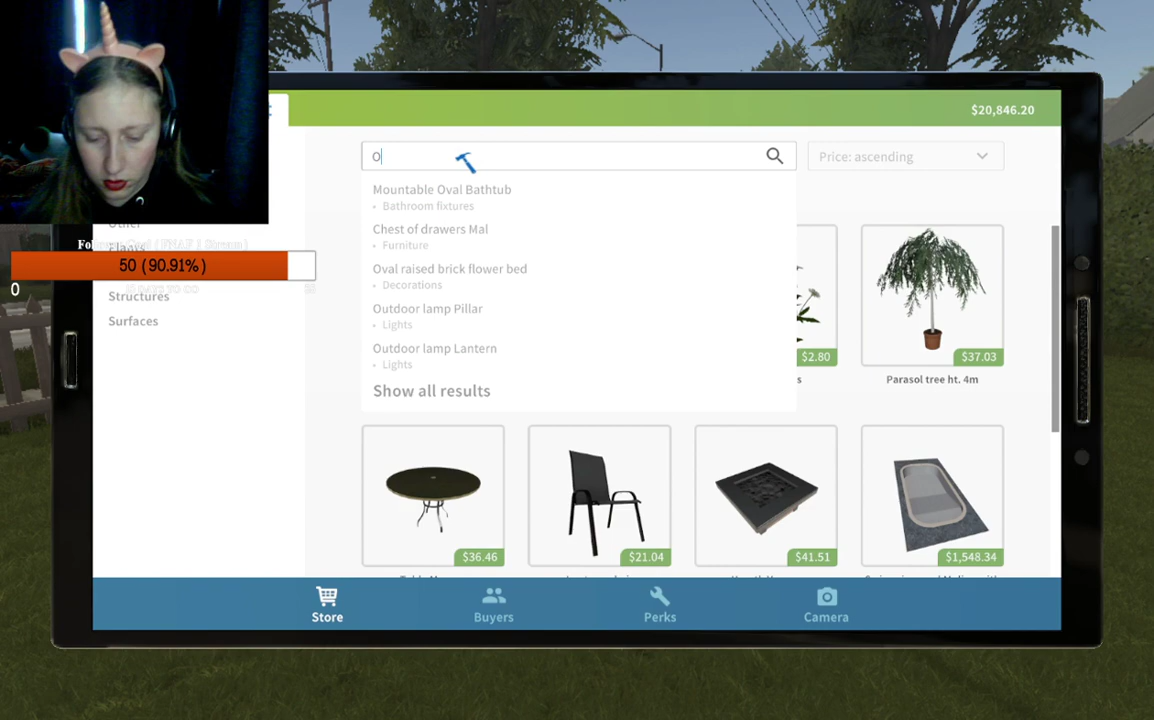 $20,846.20
O
Price: ascending
Mountable Oval Bathtub
• Bathroom fixtures
Chest of drawers Mal
• Furniture
Oval raised brick flower bed
• Decorations
Outdoor lamp Pillar
• Lights
Outdoor lamp Lantern
• Lights
Show all results
Other
Plants
50 (90.91%)
0
Structures
Surfaces
$2.80
$37.03
s
Parasol tree ht. 4m
$36.46
$21.04
$41.51
$1,548.34
Store
Buyers
Perks
Camera